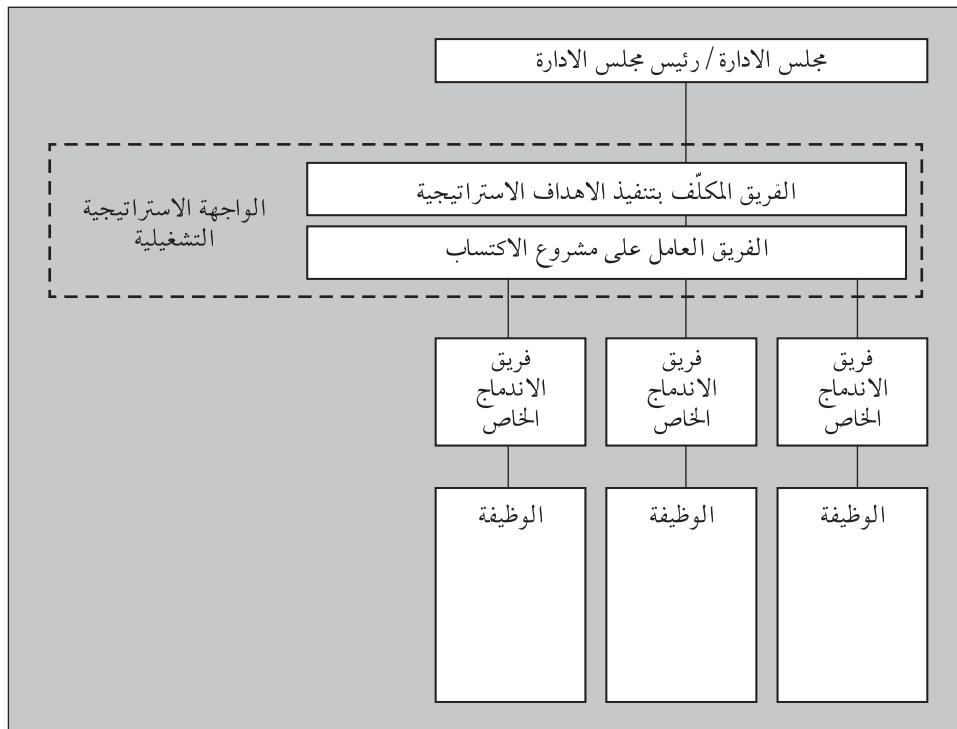 مجلس الادارة / رئيس مجلس الادارة
الفريق المكلّف بتنفيذ الاهداف الاستراتيجية
الفريق العامل على مشروع الاكتساب
الواجهة الاستراتيجية
التشغيلية
فريق
الاندماج
الخاص
فريق
الاندماج
الخاص
فريق
الاندماج
الخاص
الوظيفة
الوظيفة
الوظيفة